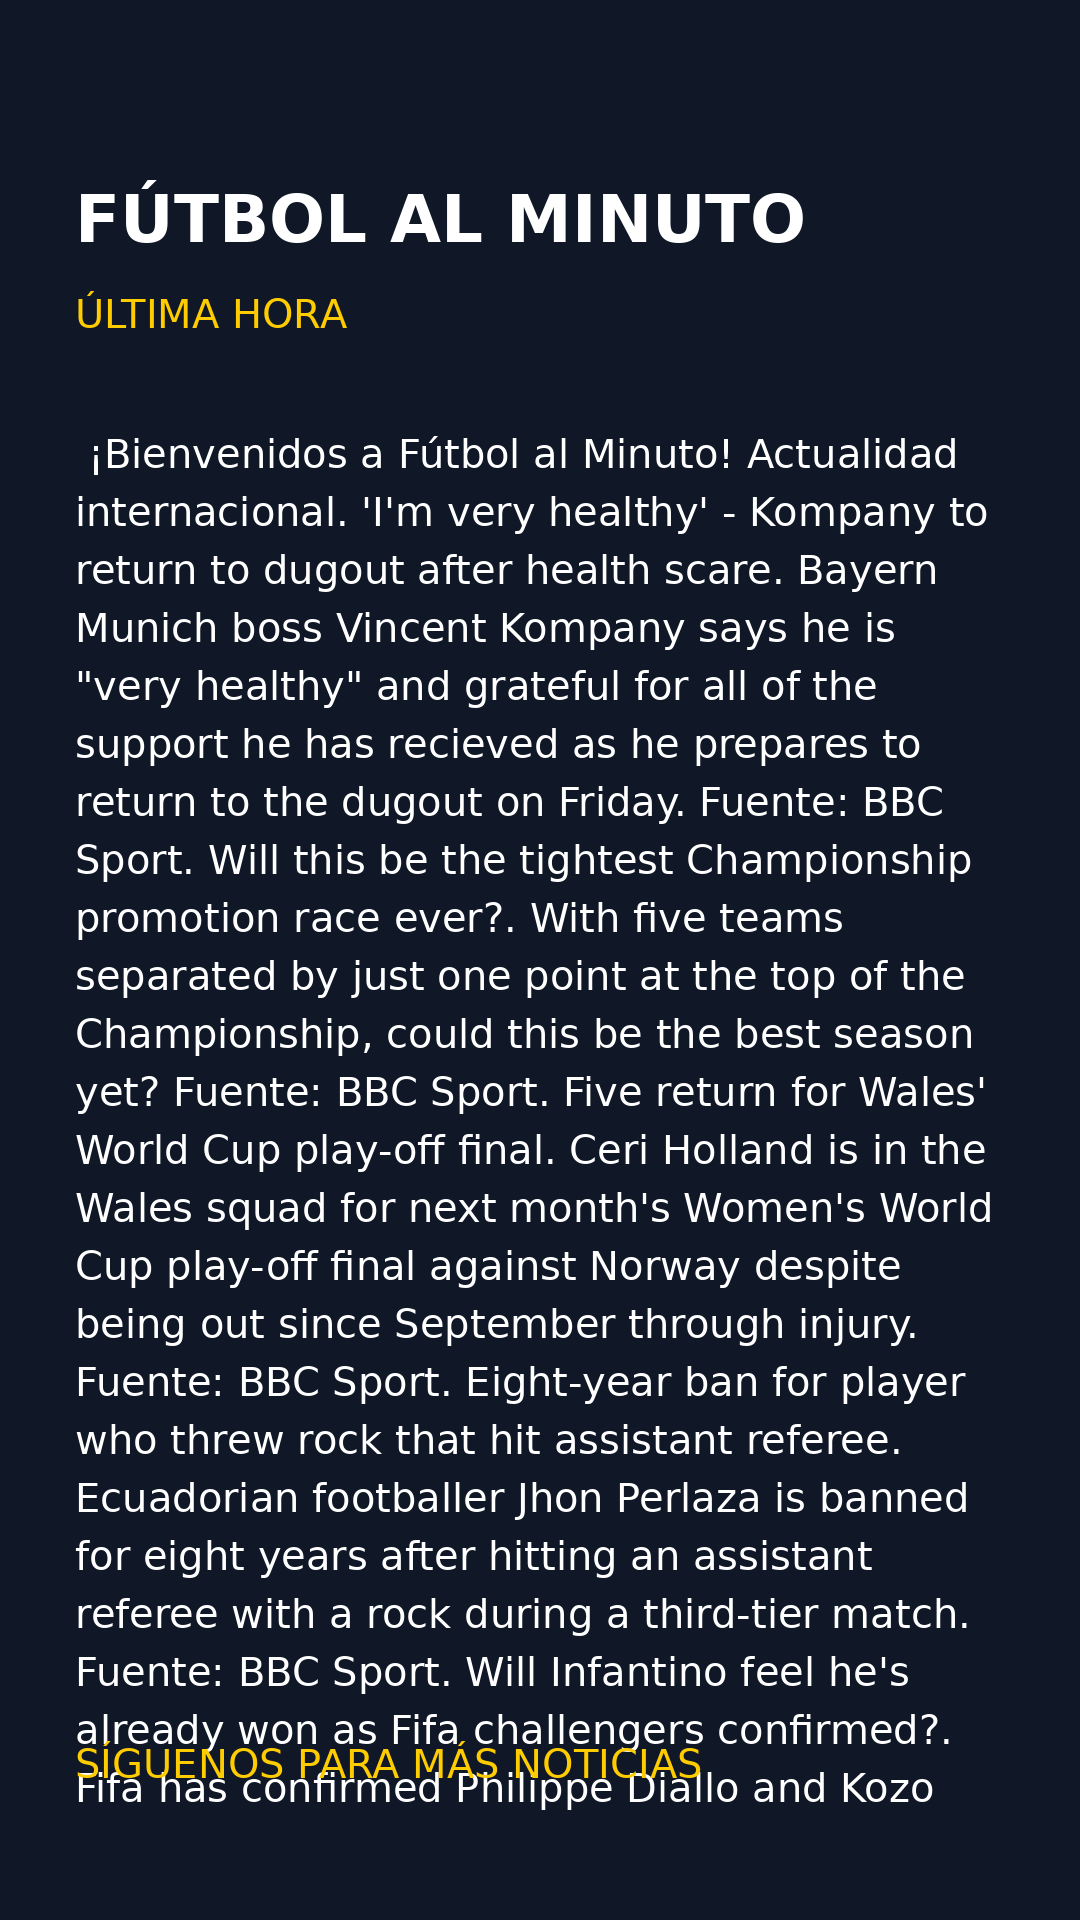 FÚTBOL AL MINUTO
ÚLTIMA HORA
¡Bienvenidos a Fútbol al Minuto! Actualidad
internacional. 'I'm very healthy' - Kompany to
return to dugout after health scare. Bayern
Munich boss Vincent Kompany says he is
"very healthy" and grateful for all of the
support he has recieved as he prepares to
return to the dugout on Friday. Fuente: BBC
Sport. Will this be the tightest Championship
promotion race ever?. With five teams
separated by just one point at the top of the
Championship, could this be the best season
yet? Fuente: BBC Sport. Five return for Wales'
World Cup play-off final. Ceri Holland is in the
Wales squad for next month's Women's World
Cup play-off final against Norway despite
being out since September through injury.
Fuente: BBC Sport. Eight-year ban for player
who threw rock that hit assistant referee.
Ecuadorian footballer Jhon Perlaza is banned
for eight years after hitting an assistant
referee with a rock during a third-tier match.
Fuente: BBC Sport. Will Infantino feel he's
already won as Fifa challengers confirmed?.
SÍGUENOS PARA MÁS NOTICIAS
Fifa has confirmed Philippe Diallo and Kozo